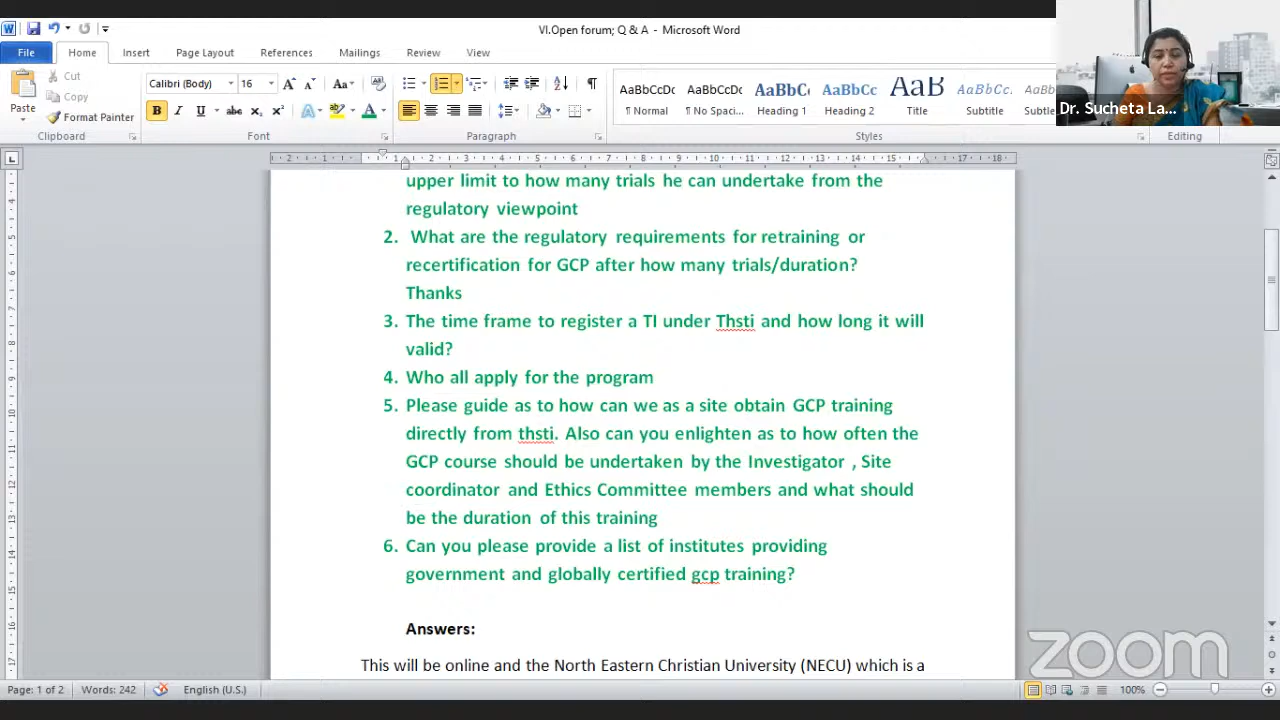 VI.Open forum; Q & A - Microsoft Word
File Home Insert Page Layout References Mailings Review View
Paste
Cut
Copy
Format Painter
Clipboard
Calibri (Body) 16
Font
Paragraph
AaBbCcDc AaBbCcDc AaBbC AaBbCc AaB AaBbCc. AaBbCc
¶ Normal ¶ No Spaci... Heading 1 Heading 2 Title Subtitle Subt
Styles
Editing
Dr. Sucheta La...
upper limit to how many trials he can undertake from the
regulatory viewpoint
2. What are the regulatory requirements for retraining or
recertification for GCP after how many trials/duration?
Thanks
3. The time frame to register a TI under Thsti and how long it will
valid?
4. Who all apply for the program
5. Please guide as to how can we as a site obtain GCP training
directly from thsti. Also can you enlighten as to how often the
GCP course should be undertaken by the Investigator , Site
coordinator and Ethics Committee members and what should
be the duration of this training
6. Can you please provide a list of institutes providing
government and globally certified gcp training?
Answers:
This will be online and the North Eastern Christian University (NECU) which is a
zoom
Page: 1 of 2 Words: 242 English (U.S.) 100%